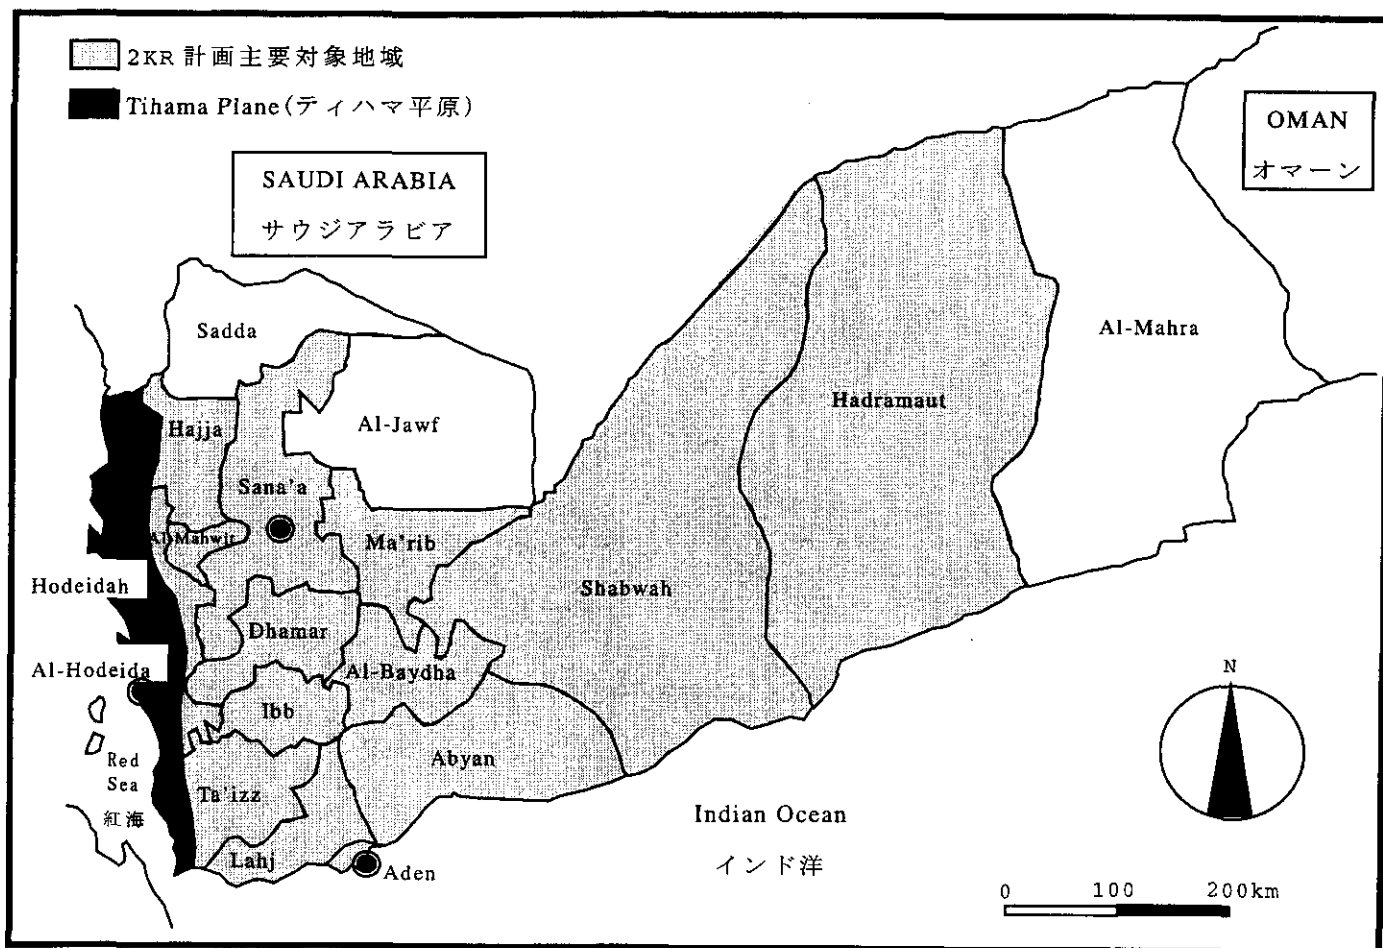 2KR 計画主要対象地域
Tihama Plane(ティハマ平原)
SAUDI ARABIA
サウジアラビア
OMAN
オマーン
Sadda
Al-Mahra
Hadramaut
Al-Jawf
Hajja
Sana'a
Al-Mahwit
Ma'rib
Shabwah
Hodeidah
Dhamar
Al-Hodeida
Al-Baydha
Ibb
Abyan
Red
Sea
紅海
Ta'izz
Lahj
Aden
Indian Ocean
インド洋
N
0 100 200km